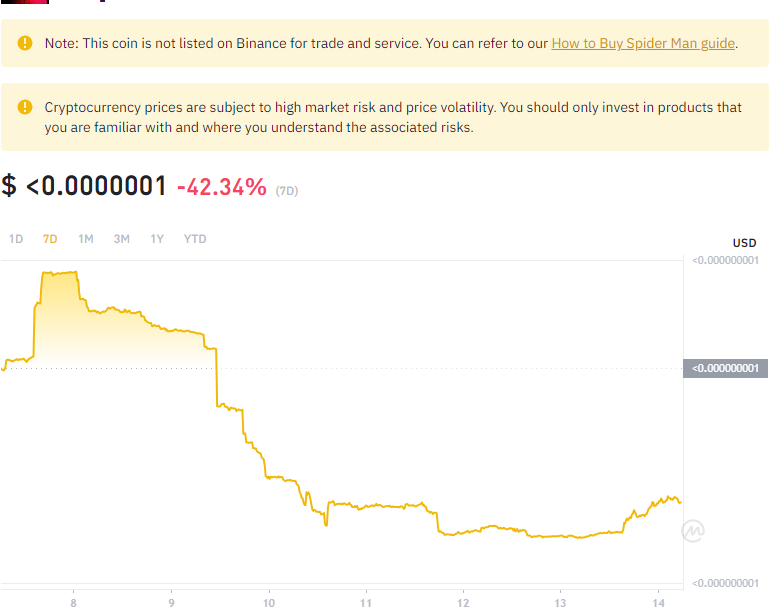 Note: This coin is not listed on Binance for trade and service. You can refer to our How to Buy Spider Man guide.
Cryptocurrency prices are subject to high market risk and price volatility. You should only invest in products that
you are familiar with and where you understand the associated risks.
$ <0.0000001 -42.34% (7D)
1D 7D 1M 3M 1Y YTD
USD
<0.000000001
<0.000000001
<0.000000001
8 9 10 11 12 13 14